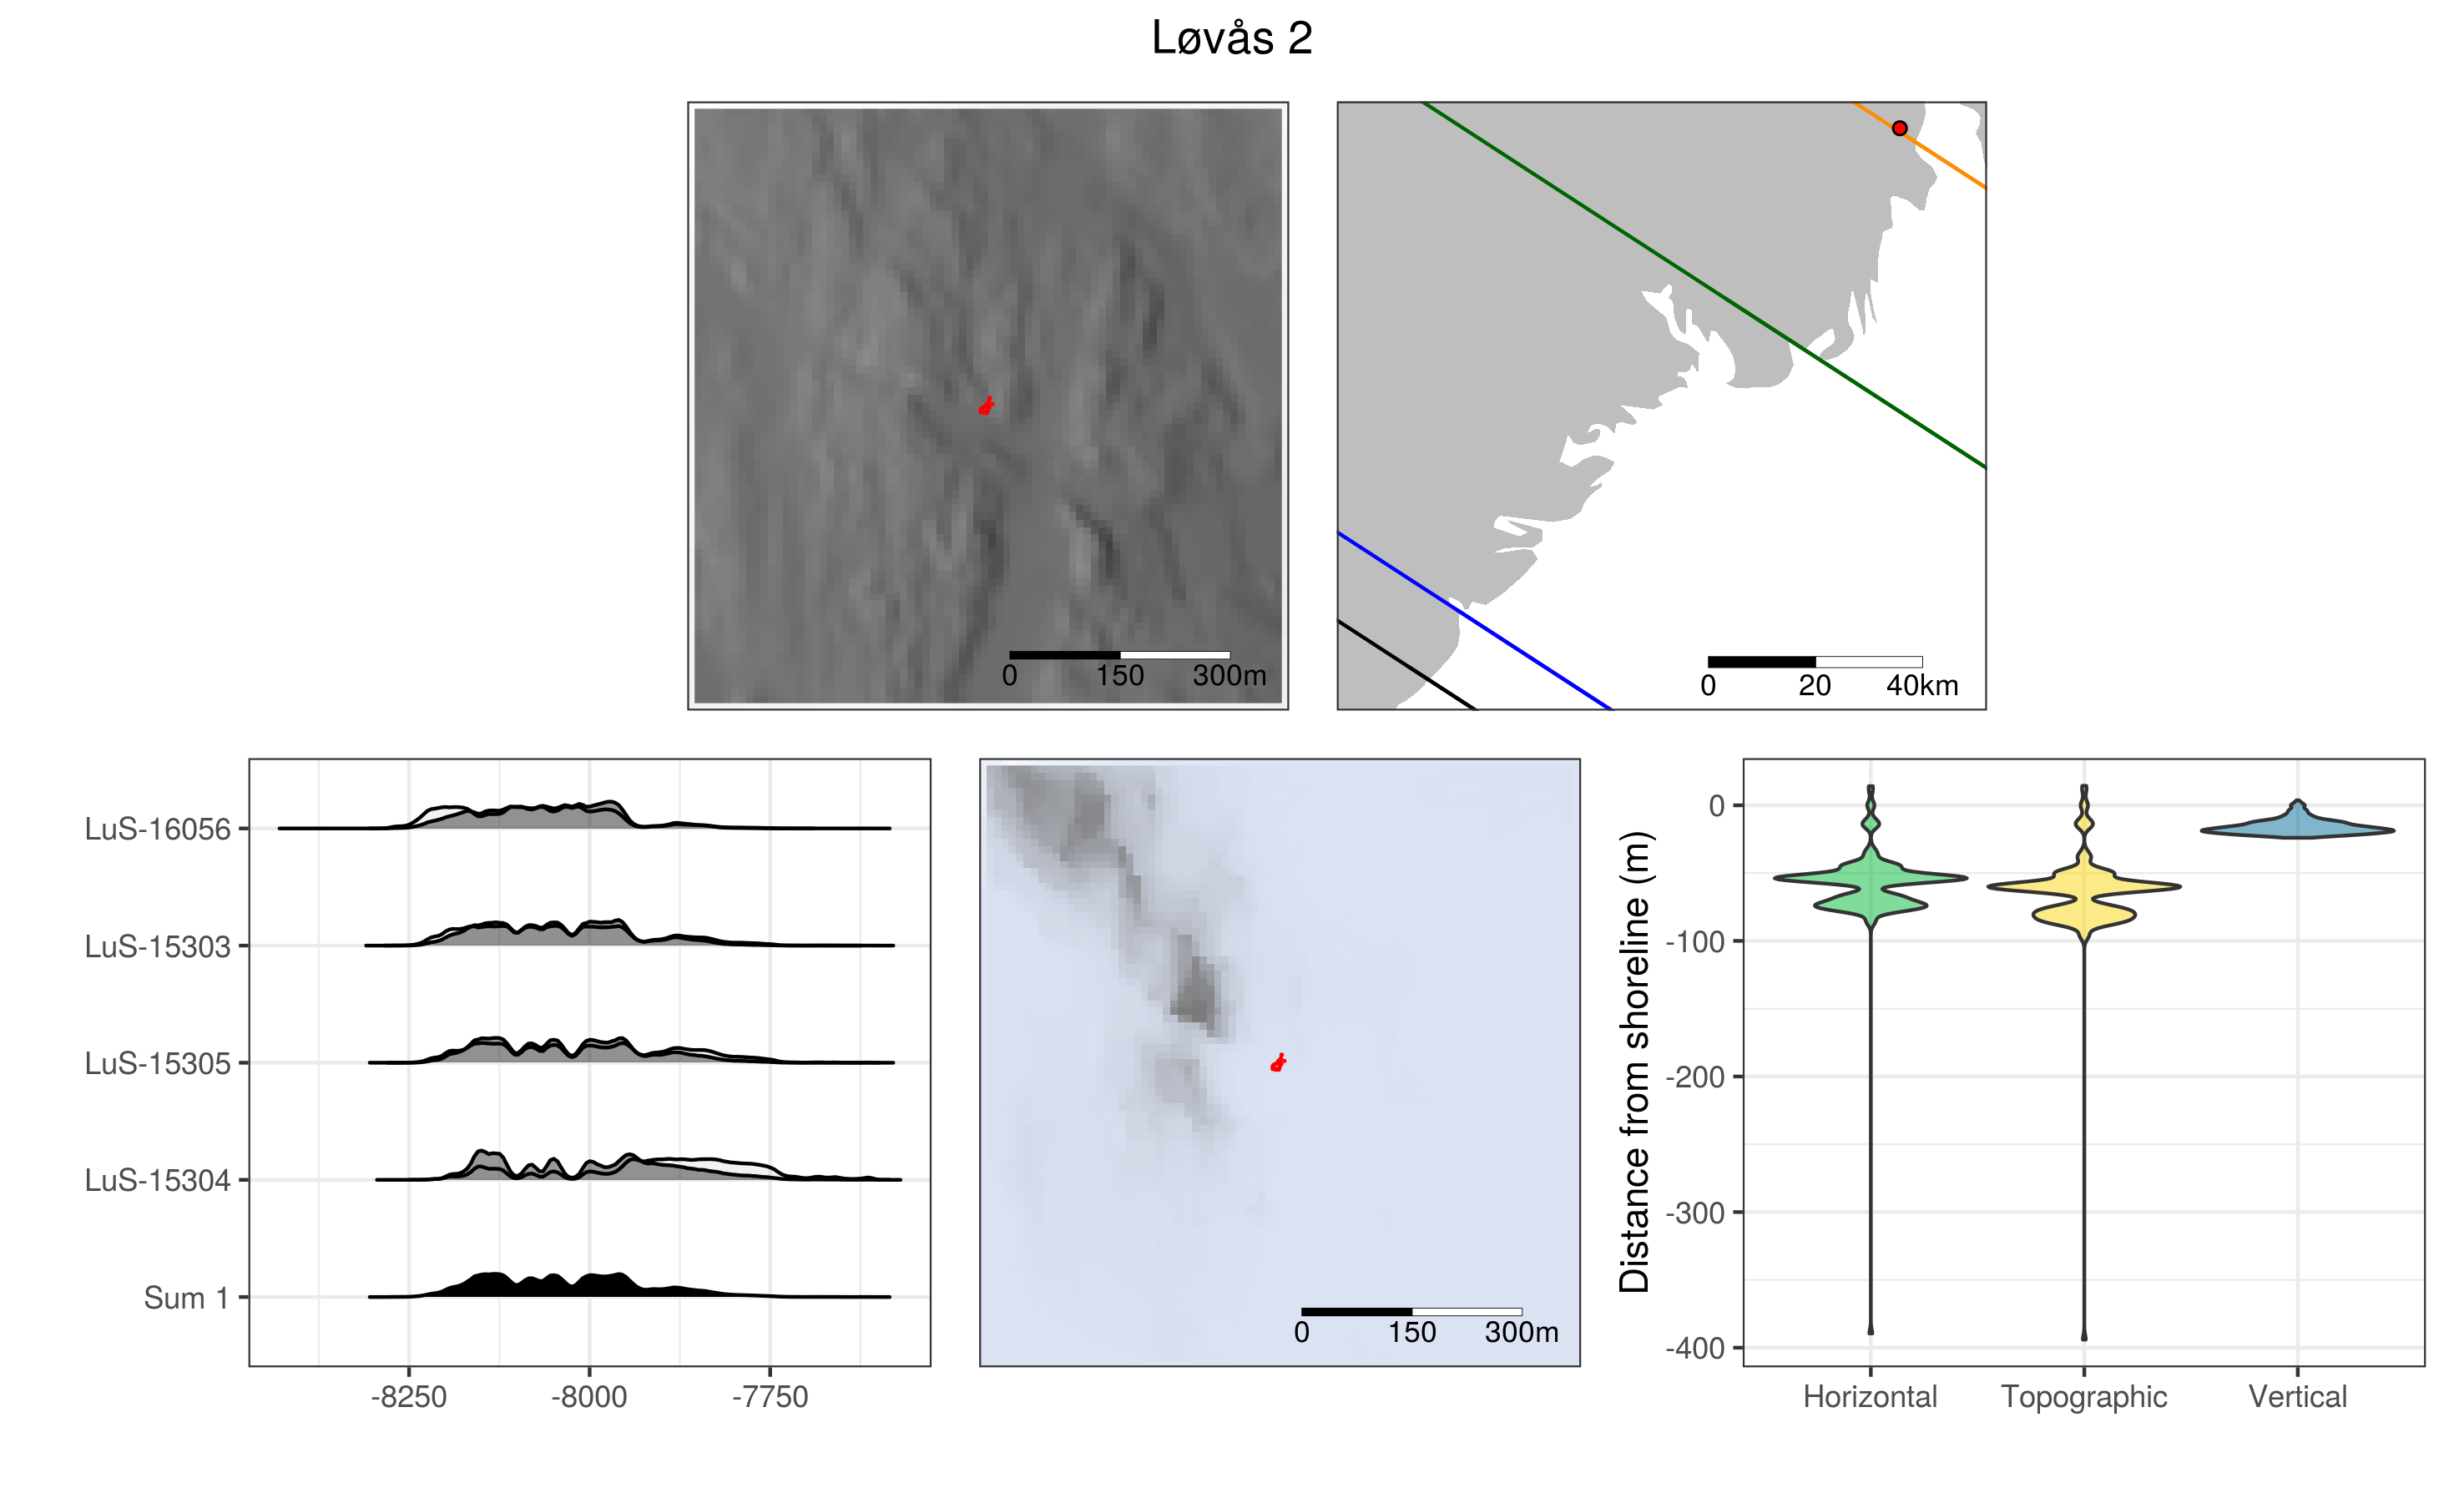 Løvås 2
0 150 300m
0 20 40km
LuS-16056
LuS-15303
LuS-15305
LuS-15304
Sum 1
-8250 -8000 -7750
0 150 300m
Distance from shoreline (m)
0
-100
-200
-300
-400
Horizontal Topographic Vertical